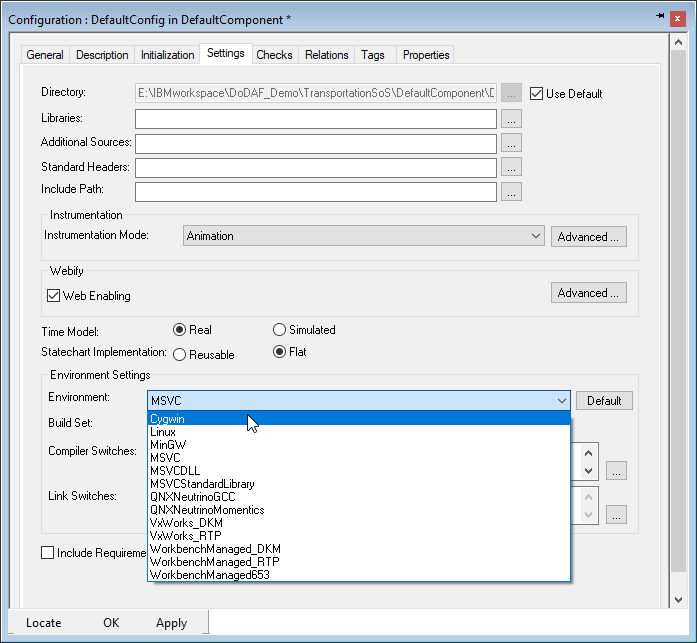 Configuration : DefaultConfig in DefaultComponent *
General Description Initialization Settings Checks Relations Tags Properties
Directory: E:\IBMworkspace\DoDAF_Demo\TransportationSoS\DefaultComponent\D ... Use Default
Libraries: ...
Additional Sources: ...
Standard Headers: ...
Include Path: ...
Instrumentation
Instrumentation Mode: Animation Advanced ...
Webify
Web Enabling Advanced ...
Time Model: Real Simulated
Statechart Implementation: Reusable Flat
Environment Settings
Environment: MSVC Default
Build Set: Cygwin
Linux
MinGW
Compiler Switches: MSVC
MSVCDLL ...
MSVCStandardLibrary
Link Switches: QNXNeutrinoGCC
QNXNeutrinoMomentics ...
VxWorks_DKM
VxWorks_RTP
Include Requireme WorkbenchManaged_DKM
WorkbenchManaged_RTP
WorkbenchManaged653
Locate OK Apply